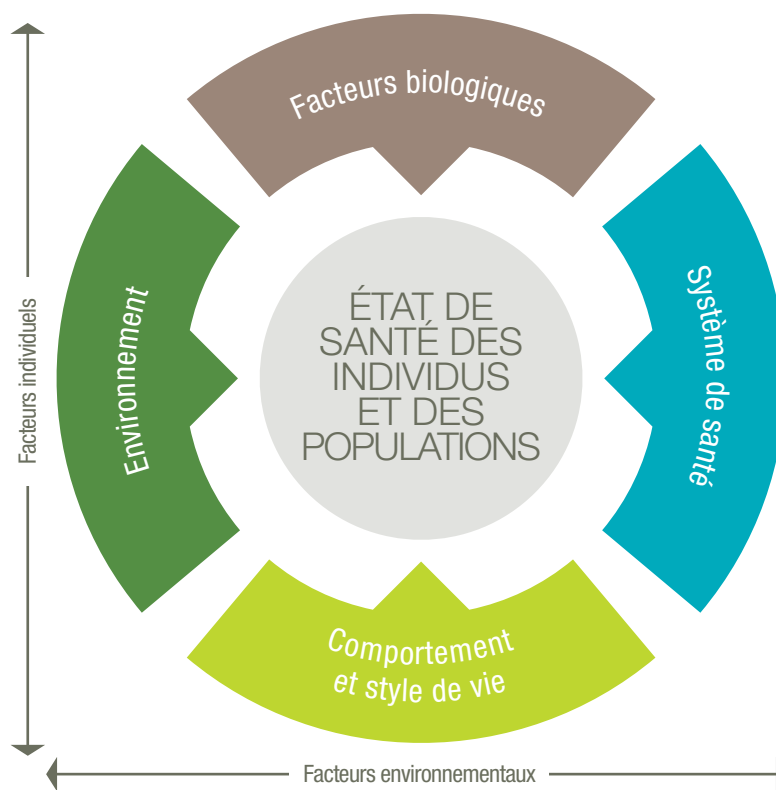 Facteurs biologiques
Facteurs individuels
Environnement
ÉTAT DE
SANTÉ DES
INDIVIDUS
ET DES
POPULATIONS
Système de santé
Comportement
et style de vie
Facteurs environnementaux